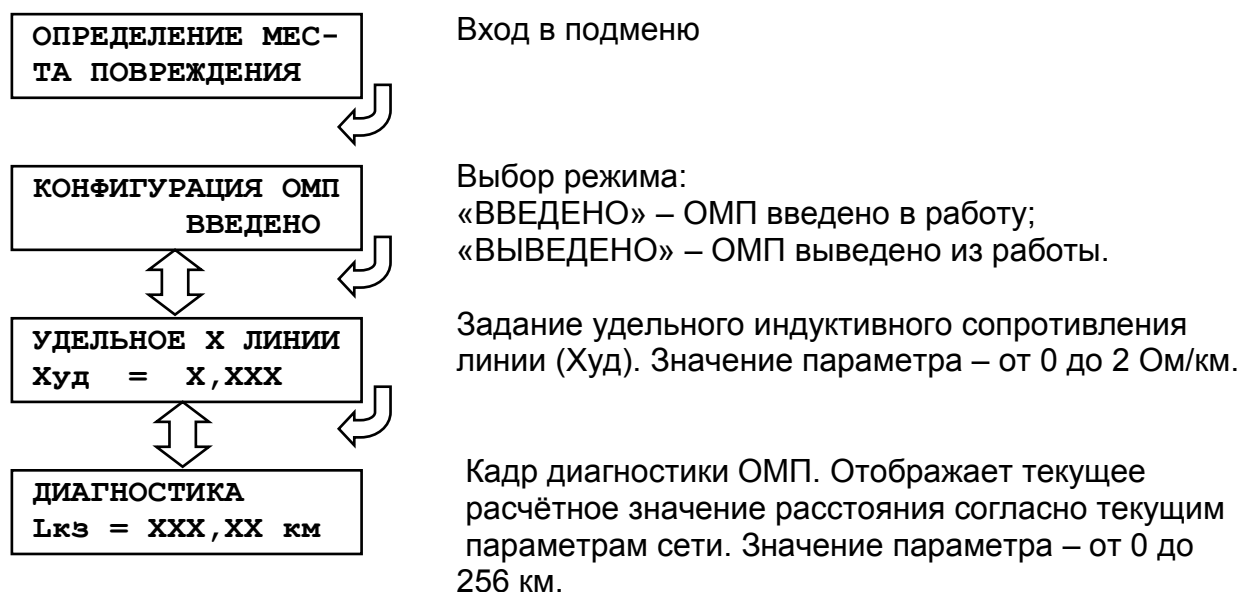 ОПРЕДЕЛЕНИЕ МЕС-
ТА ПОВРЕЖДЕНИЯ
Вход в подменю
КОНФИГУРАЦИЯ ОМП
ВВЕДЕНО
Выбор режима:
«ВВЕДЕНО» – ОМП введено в работу;
«ВЫВЕДЕНО» – ОМП выведено из работы.
УДЕЛЬНОЕ Х ЛИНИИ
Худ = Х,ХХХ
Задание удельного индуктивного сопротивления
линии (Худ). Значение параметра – от 0 до 2 Ом/км.
ДИАГНОСТИКА
Lкз = ХХХ,ХХ км
Кадр диагностики ОМП. Отображает текущее
расчётное значение расстояния согласно текущим
параметрам сети. Значение параметра – от 0 до
256 км.